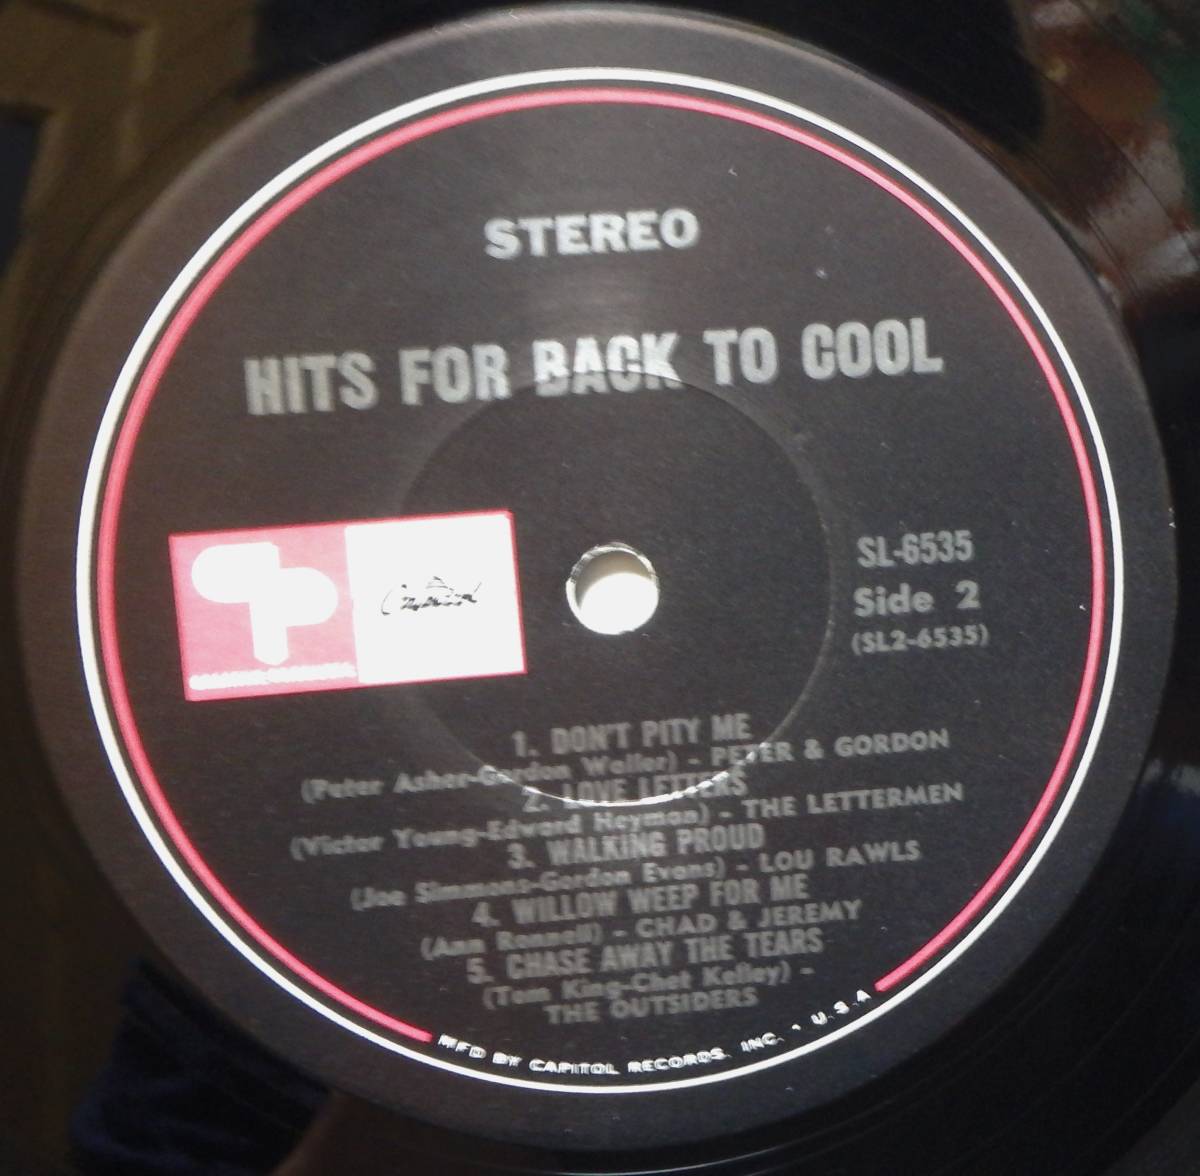 STEREO
HITS FOR BACK TO COOL
Capitol
SL-6535
Side 2
(SL2-6535)
1. DON'T PITY ME
(Peter Asher-Gordon Waller) - PETER & GORDON
2. LOVE LETTERS
(Victor Young-Edward Heyman) - THE LETTERMEN
3. WALKING PROUD
(Joe Simmons-Gordon Evans) - LOU RAWLS
4. WILLOW WEEP FOR ME
(Ann Ronnell) - CHAD & JEREMY
5. CHASE AWAY THE TEARS
(Tom King-Chet Kelley) -
THE OUTSIDERS
MFD BY CAPITOL RECORDS, INC. • U.S.A